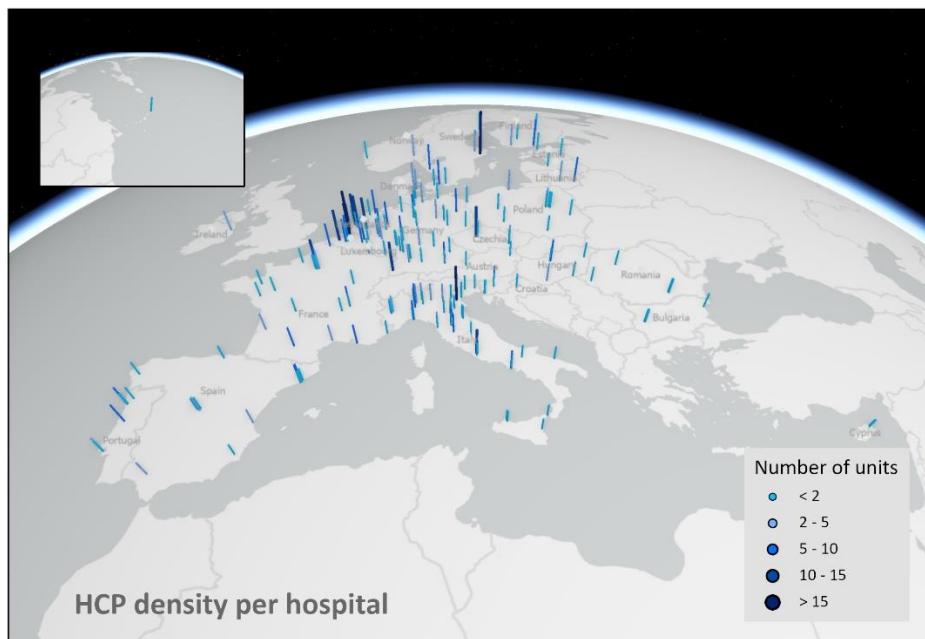 Finland
Norway
Sweden
Estonia
Lithuania
Denmark
Ireland
Poland
Germany
Luxembourg
Czechia
Austria
Hungary
Romania
Croatia
France
Bulgaria
Italy
Spain
Portugal
Cyprus
Number of units
< 2
2 - 5
5 - 10
10 - 15
> 15
HCP density per hospital